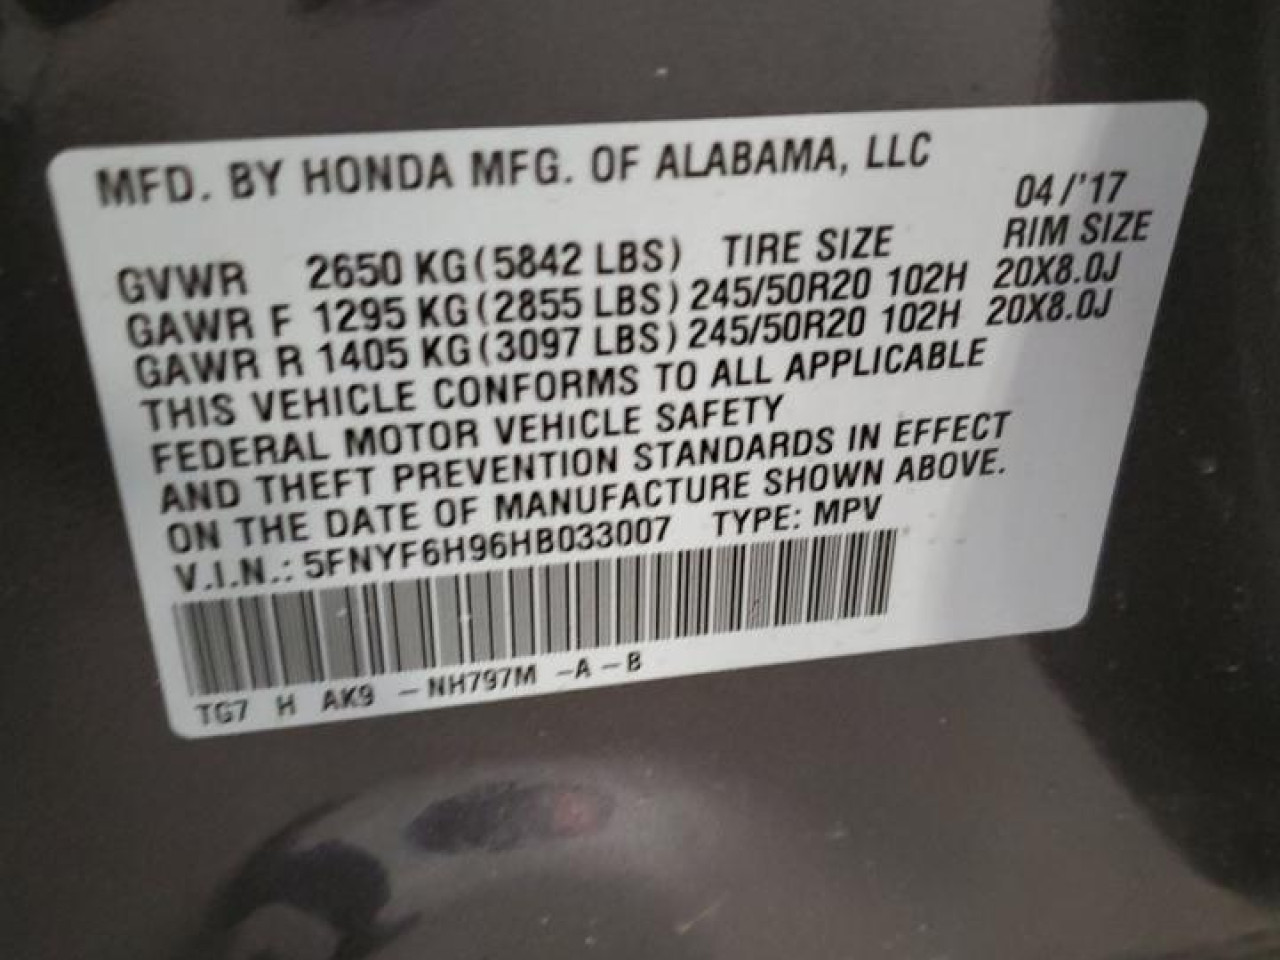 MFD. BY HONDA MFG. OF ALABAMA, LLC
04/'17
GVWR 2650 KG(5842 LBS) TIRE SIZE RIM SIZE
GAWR F 1295 KG(2855 LBS) 245/50R20 102H 20X8.0J
GAWR R 1405 KG(3097 LBS) 245/50R20 102H 20X8.0J
THIS VEHICLE CONFORMS TO ALL APPLICABLE
FEDERAL MOTOR VEHICLE SAFETY
AND THEFT PREVENTION STANDARDS IN EFFECT
ON THE DATE OF MANUFACTURE SHOWN ABOVE.
V.I.N.: 5FNYF6H96HB033007 TYPE: MPV
TG7 H AK9 -NH797M -A-B